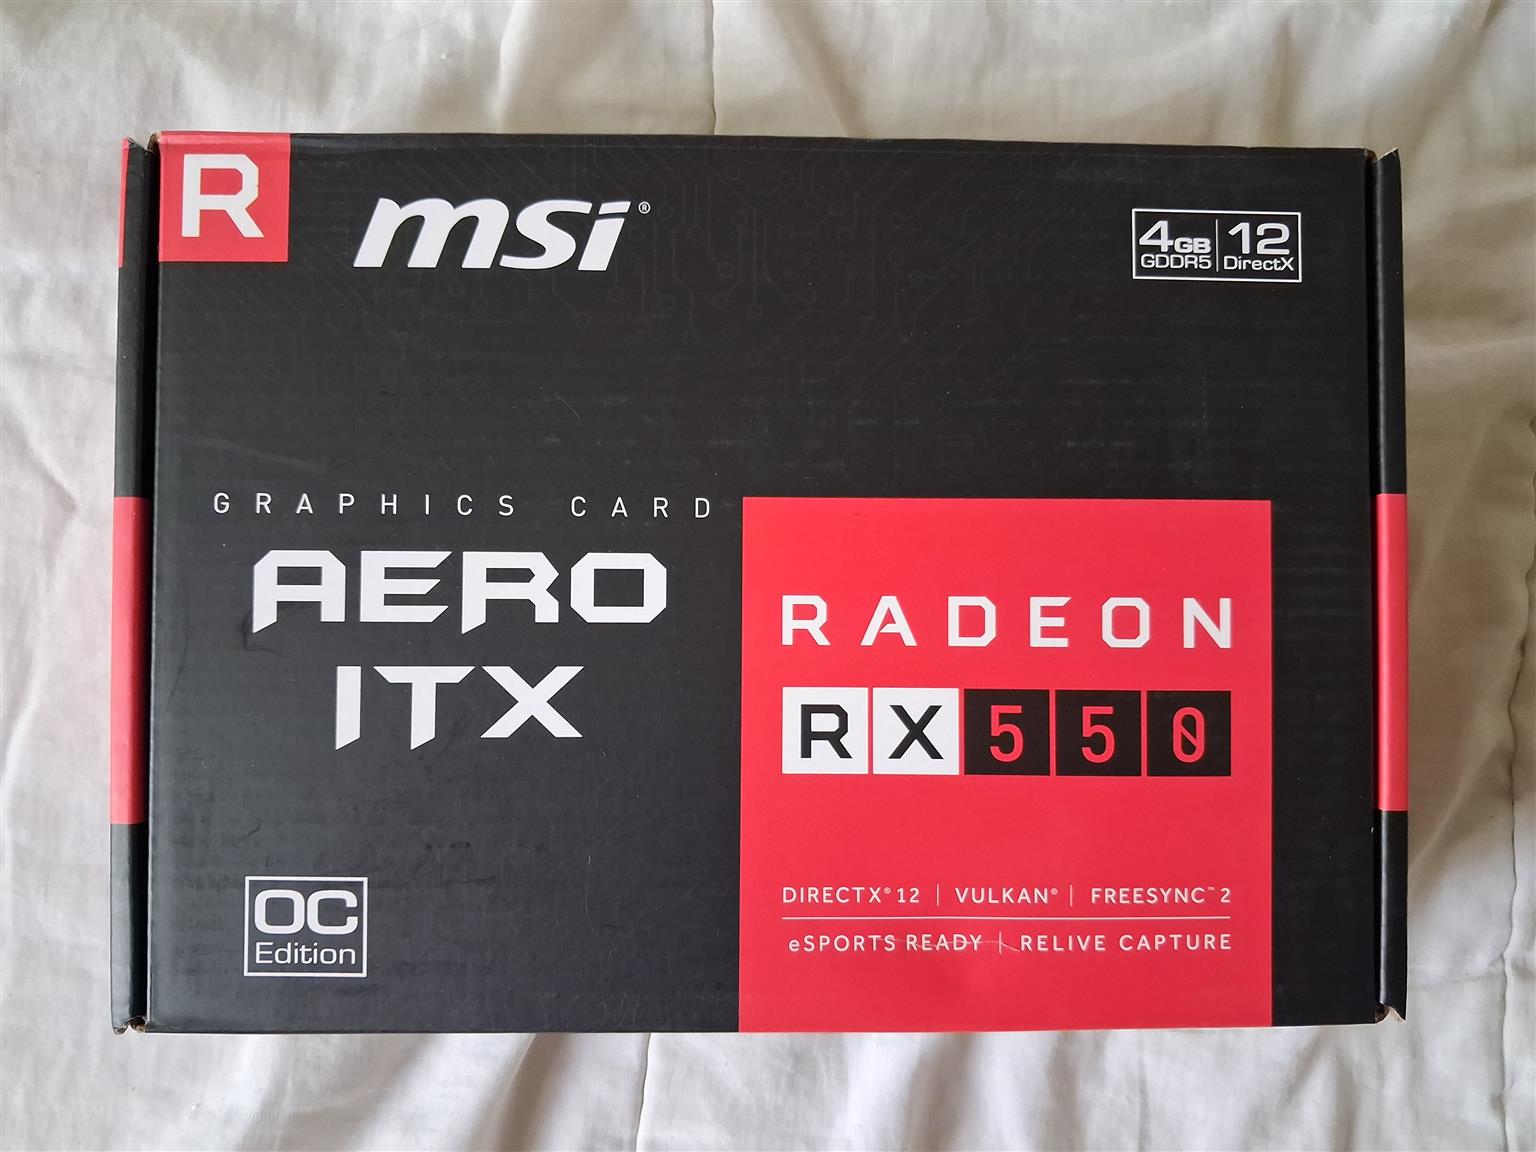 R
msi®
4GB 12
GDDR5 DirectX
GRAPHICS CARD
AERO
ITX
RADEON
RX550
OC
Edition
DIRECTX® 12 | VULKAN® | FREESYNC™ 2
eSPORTS READY | RELIVE CAPTURE